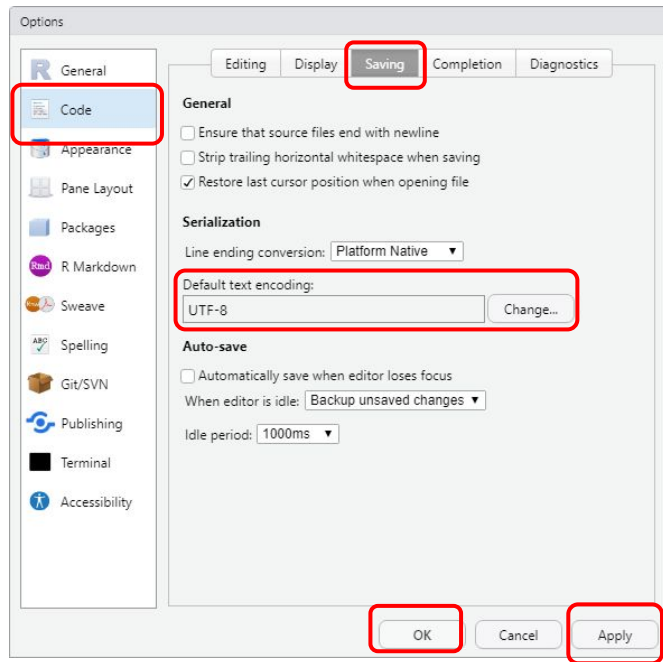 Options
General
Code
Appearance
Pane Layout
Packages
Rmd R Markdown
Sweave
ABC Spelling
Git/SVN
Publishing
Terminal
Accessibility
Editing Display Saving Completion Diagnostics
General
Ensure that source files end with newline
Strip trailing horizontal whitespace when saving
Restore last cursor position when opening file
Serialization
Line ending conversion: Platform Native
Default text encoding:
UTF-8 Change...
Auto-save
Automatically save when editor loses focus
When editor is idle: Backup unsaved changes
Idle period: 1000ms
OK Cancel Apply